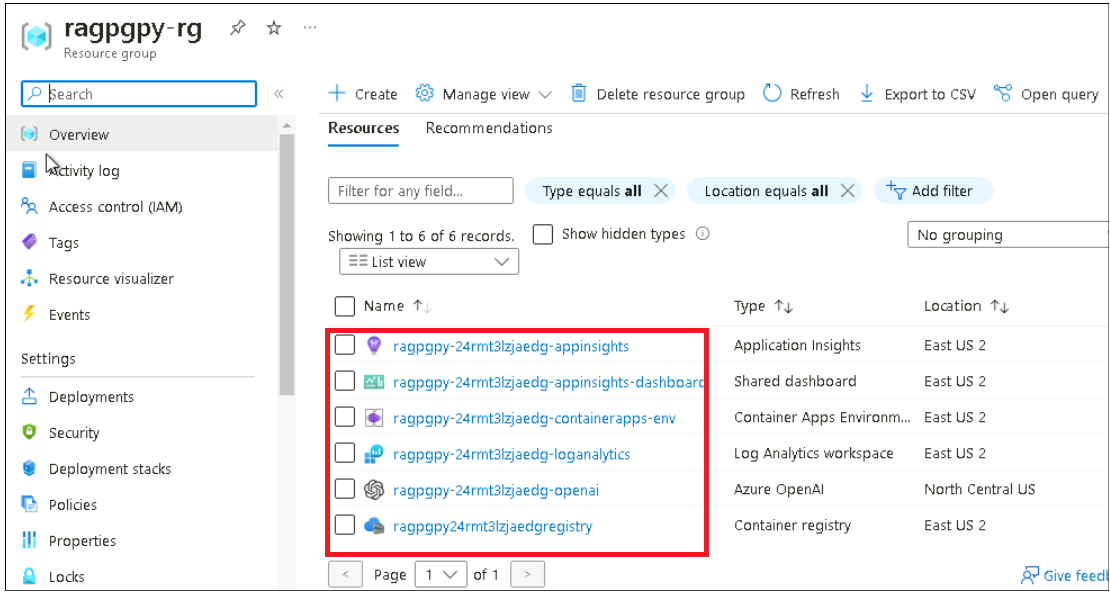 ragpgpy-rg
Resource group
Search
Overview
Activity log
Access control (IAM)
Tags
Resource visualizer
Events
Settings
Deployments
Security
Deployment stacks
Policies
Properties
Locks
Create Manage view Delete resource group Refresh Export to CSV Open query
Resources Recommendations
Filter for any field... Type equals all Location equals all Add filter
Showing 1 to 6 of 6 records. Show hidden types No grouping
List view
Name Type Location
ragpgpy-24rmt3lzjaedg-appinsights Application Insights East US 2
ragpgpy-24rmt3lzjaedg-appinsights-dashboard Shared dashboard East US 2
ragpgpy-24rmt3lzjaedg-containerapps-env Container Apps Environm... East US 2
ragpgpy-24rmt3lzjaedg-loganalytics Log Analytics workspace East US 2
ragpgpy-24rmt3lzjaedg-openai Azure OpenAI North Central US
ragpgpy24rmt3lzjaedgregistry Container registry East US 2
< Page 1 of 1 >
Give feedb